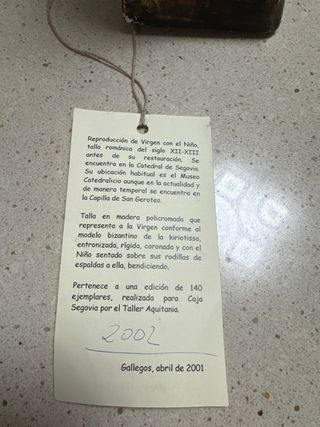 Reproducción de Virgen con el Niño,
talla románica del siglo XII-XIII
antes de su restauración. Se
encuentra en la Catedral de Segovia.
Su ubicación habitual es el Museo
Catedralicio aunque en la actualidad y
de manera temporal se encuentra en
la Capilla de San Geroteo.
Talla en madera policromada que
representa a la Virgen conforme al
modelo bizantino de la kiriotissa,
entronizada, rígida, coronada y con el
Niño sentado sobre sus rodillas de
espaldas a ella, bendiciendo.
Pertenece a una edición de 140
ejemplares, realizada para Caja
Segovia por el Taller Aquitania.
2002
Gallegos, abril de 2001